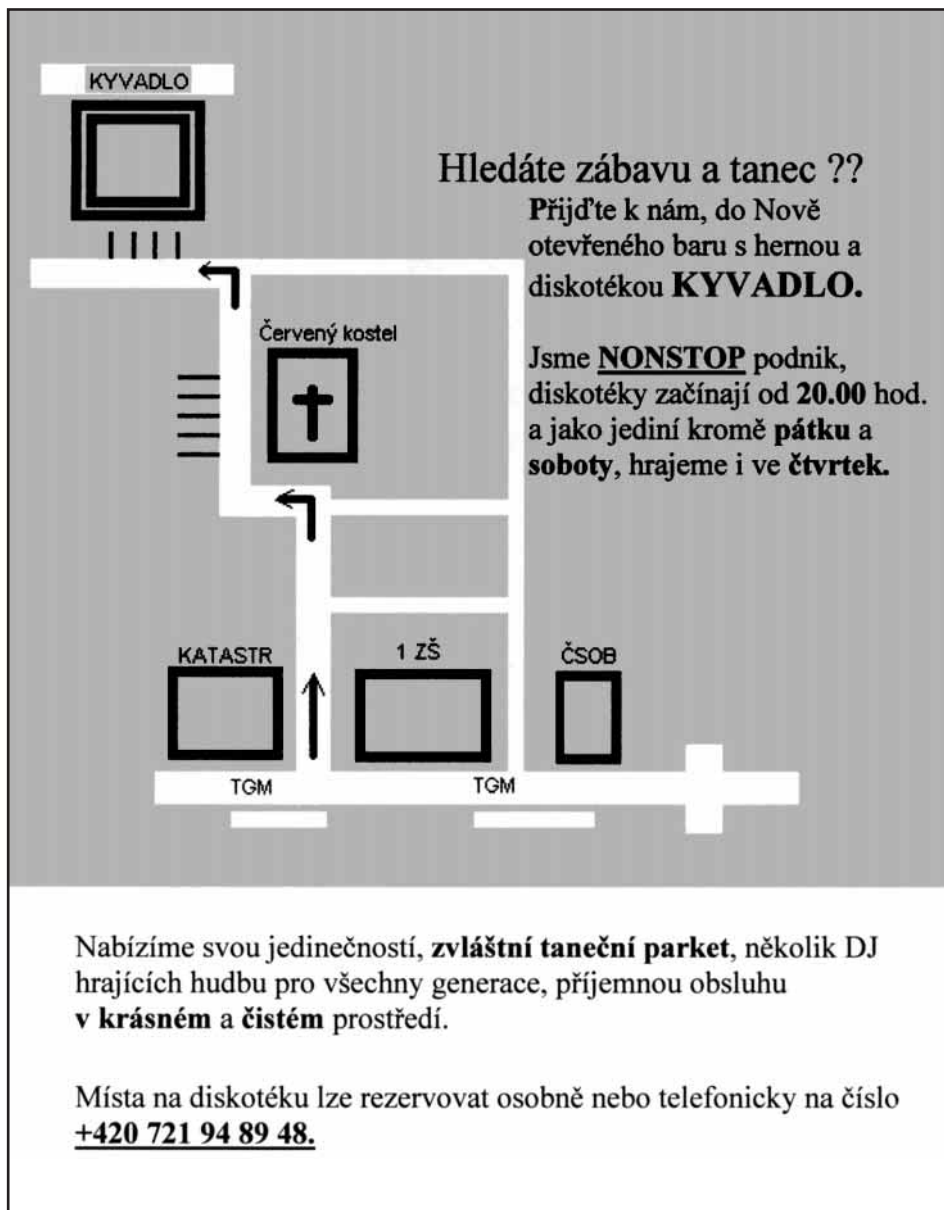 KYVADLO
Hledáte zábavu a tanec ??
Přijďte k nám, do Nově
otevřeného baru s hernou a
diskotékou KYVADLO.
Červený kostel
Jsme NONSTOP podnik,
diskotéky začínají od 20.00 hod.
a jako jediní kromě pátku a
soboty, hrajeme i ve čtvrtek.
KATASTR
1 ZŠ
ČSOB
TGM
TGM
Nabízíme svou jedinečností, zvláštní taneční parket, několik DJ
hrajících hudbu pro všechny generace, příjemnou obsluhu
v krásném a čistém prostředí.
Místa na diskotéku lze rezervovat osobně nebo telefonicky na číslo
+420 721 94 89 48.